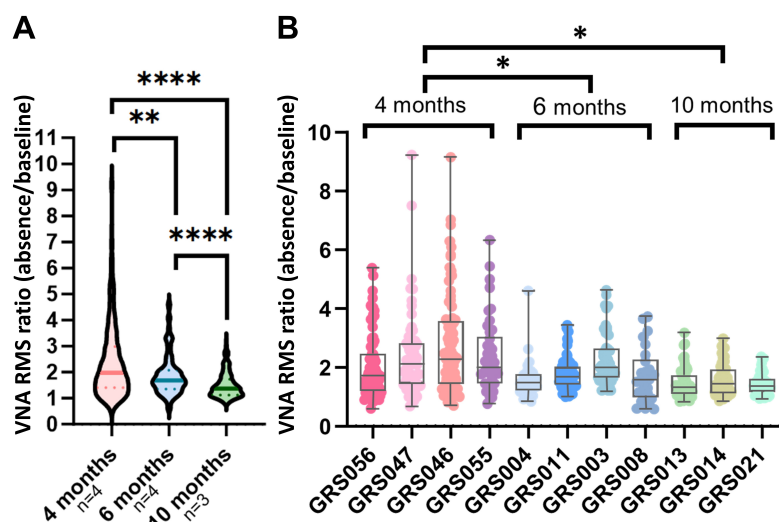 A
VNA RMS ratio (absence/baseline)
****
**
****
11
10
9
8
7
6
5
4
3
2
1
0
4 months
n=4
6 months
n=4
10 months
n=3
B
VNA RMS ratio (absence/baseline)
*
*
4 months
6 months
10 months
10
8
6
4
2
0
GRS056
GRS047
GRS046
GRS055
GRS004
GRS011
GRS003
GRS008
GRS013
GRS014
GRS021